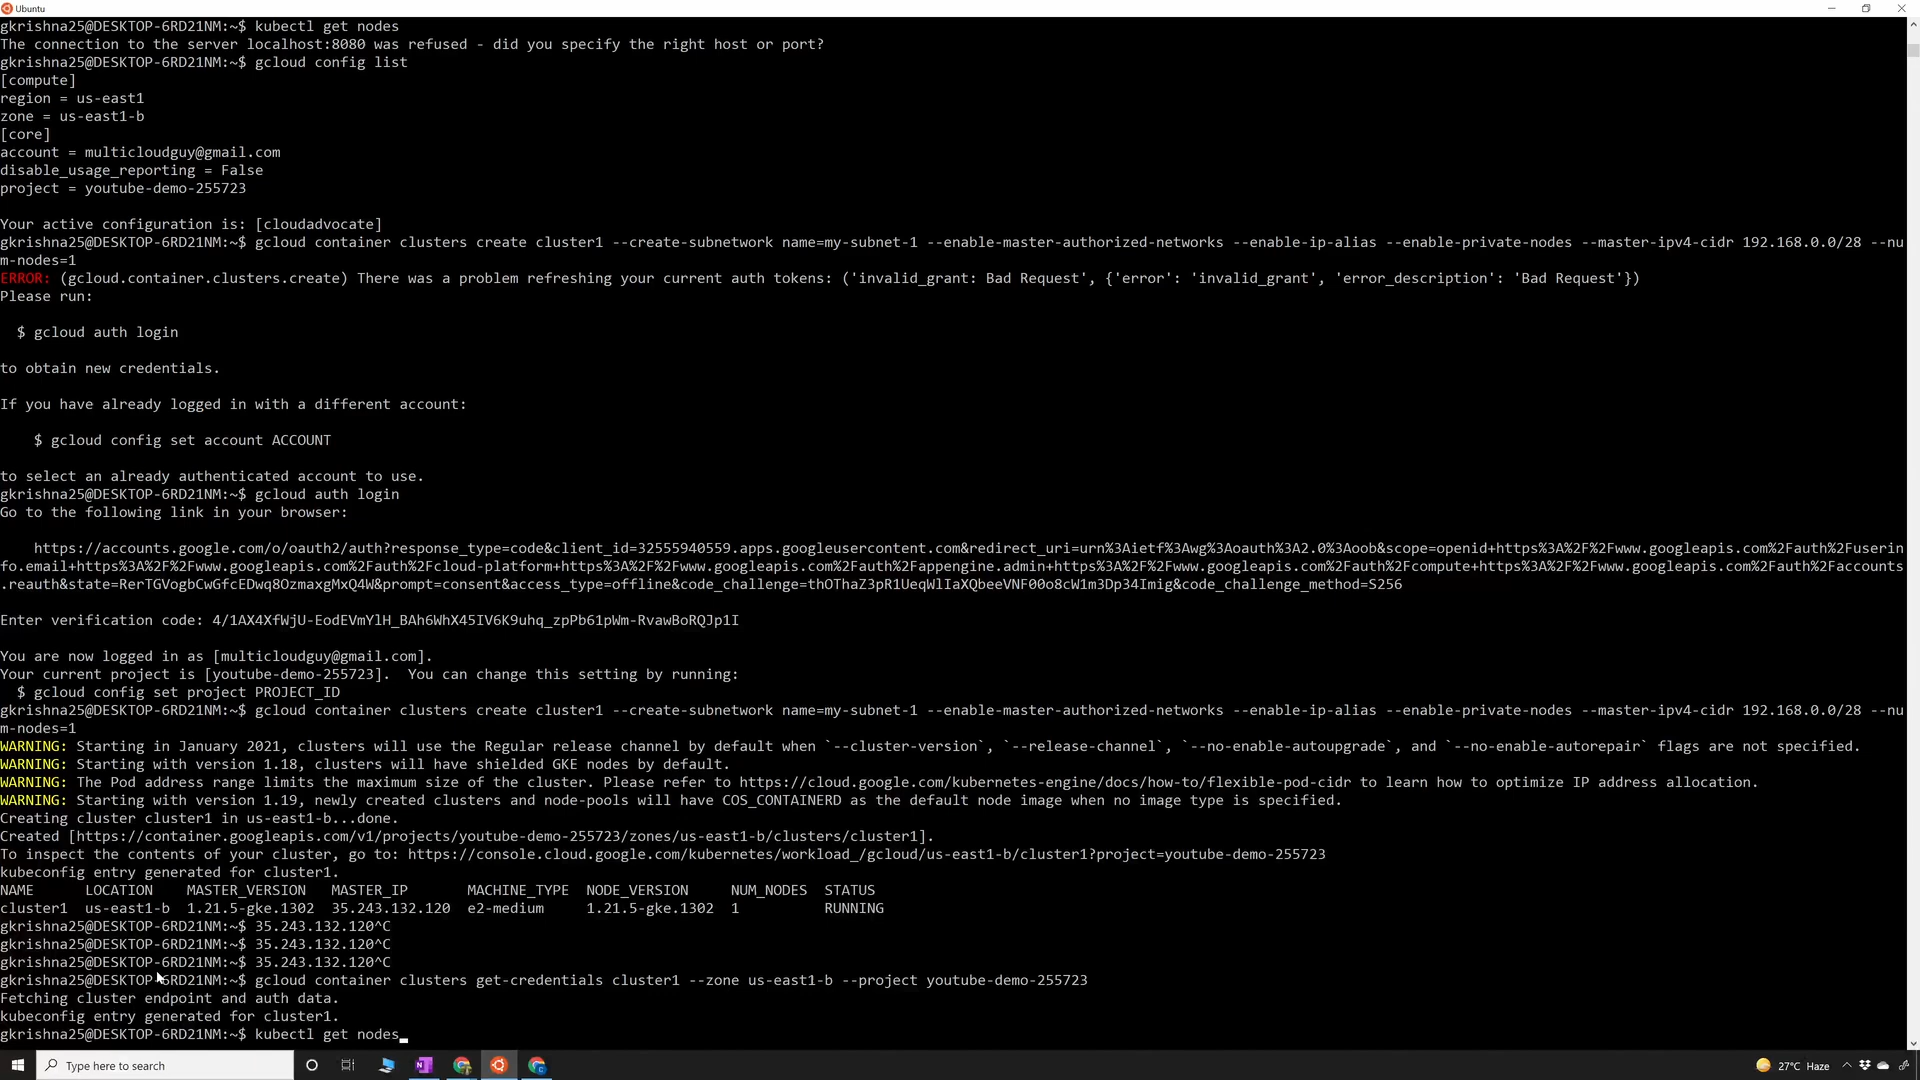 Ubuntu
gkrishna25@DESKTOP-6RD21NM:~$ kubectl get nodes
The connection to the server localhost:8080 was refused - did you specify the right host or port?
gkrishna25@DESKTOP-6RD21NM:~$ gcloud config list
[compute]
region = us-east1
zone = us-east1-b
[core]
account = multicloudguy@gmail.com
disable_usage_reporting = False
project = youtube-demo-255723
Your active configuration is: [cloudadvocate]
gkrishna25@DESKTOP-6RD21NM:~$ gcloud container clusters create cluster1 --create-subnetwork name=my-subnet-1 --enable-master-authorized-networks --enable-ip-alias --enable-private-nodes --master-ipv4-cidr 192.168.0.0/28 --nu
m-nodes=1
ERROR: (gcloud.container.clusters.create) There was a problem refreshing your current auth tokens: ('invalid_grant: Bad Request', {'error': 'invalid_grant', 'error_description': 'Bad Request'})
Please run:
$ gcloud auth login
to obtain new credentials.
If you have already logged in with a different account:
$ gcloud config set account ACCOUNT
to select an already authenticated account to use.
gkrishna25@DESKTOP-6RD21NM:~$ gcloud auth login
Go to the following link in your browser:
https://accounts.google.com/o/oauth2/auth?response_type=code&client_id=32555940559.apps.googleusercontent.com&redirect_uri=urn%3Aietf%3Awg%3Aoauth%3A2.0%3Aoob&scope=openid+https%3A%2F%2Fwww.googleapis.com%2Fauth%2Fuserin
fo.email+https%3A%2F%2Fwww.googleapis.com%2Fauth%2Fcloud-platform+https%3A%2F%2Fwww.googleapis.com%2Fauth%2Fappengine.admin+https%3A%2F%2Fwww.googleapis.com%2Fauth%2Fcompute+https%3A%2F%2Fwww.googleapis.com%2Fauth%2Faccounts
.reauth&state=RerTGVogbCwGfcEDwq8OzmaxgMxQ4W&prompt=consent&access_type=offline&code_challenge=thOThaZ3pR1UeqWlIaXQbeeVNF00o8cW1m3Dp34Imig&code_challenge_method=S256
Enter verification code: 4/1AX4XfWjU-EodEVmYlH_BAh6WhX45IV6K9uhq_zpPb61pWm-RvawBoRQJp1I
You are now logged in as [multicloudguy@gmail.com].
Your current project is [youtube-demo-255723].  You can change this setting by running:
$ gcloud config set project PROJECT_ID
gkrishna25@DESKTOP-6RD21NM:~$ gcloud container clusters create cluster1 --create-subnetwork name=my-subnet-1 --enable-master-authorized-networks --enable-ip-alias --enable-private-nodes --master-ipv4-cidr 192.168.0.0/28 --nu
m-nodes=1
WARNING: Starting in January 2021, clusters will use the Regular release channel by default when `--cluster-version`, `--release-channel`, `--no-enable-autoupgrade`, and `--no-enable-autorepair` flags are not specified.
WARNING: Starting with version 1.18, clusters will have shielded GKE nodes by default.
WARNING: The Pod address range limits the maximum size of the cluster. Please refer to https://cloud.google.com/kubernetes-engine/docs/how-to/flexible-pod-cidr to learn how to optimize IP address allocation.
WARNING: Starting with version 1.19, newly created clusters and node-pools will have COS_CONTAINERD as the default node image when no image type is specified.
Creating cluster cluster1 in us-east1-b...done.
Created [https://container.googleapis.com/v1/projects/youtube-demo-255723/zones/us-east1-b/clusters/cluster1].
To inspect the contents of your cluster, go to: https://console.cloud.google.com/kubernetes/workload_/gcloud/us-east1-b/cluster1?project=youtube-demo-255723
kubeconfig entry generated for cluster1.
NAME LOCATION MASTER_VERSION MASTER_IP MACHINE_TYPE NODE_VERSION NUM_NODES STATUS
cluster1 us-east1-b 1.21.5-gke.1302 35.243.132.120 e2-medium 1.21.5-gke.1302 1 RUNNING
gkrishna25@DESKTOP-6RD21NM:~$ 35.243.132.120^C
gkrishna25@DESKTOP-6RD21NM:~$ 35.243.132.120^C
gkrishna25@DESKTOP-6RD21NM:~$ 35.243.132.120^C
gkrishna25@DESKTOP-6RD21NM:~$ gcloud container clusters get-credentials cluster1 --zone us-east1-b --project youtube-demo-255723
Fetching cluster endpoint and auth data.
kubeconfig entry generated for cluster1.
gkrishna25@DESKTOP-6RD21NM:~$ kubectl get nodes
Type here to search
27°C Haze